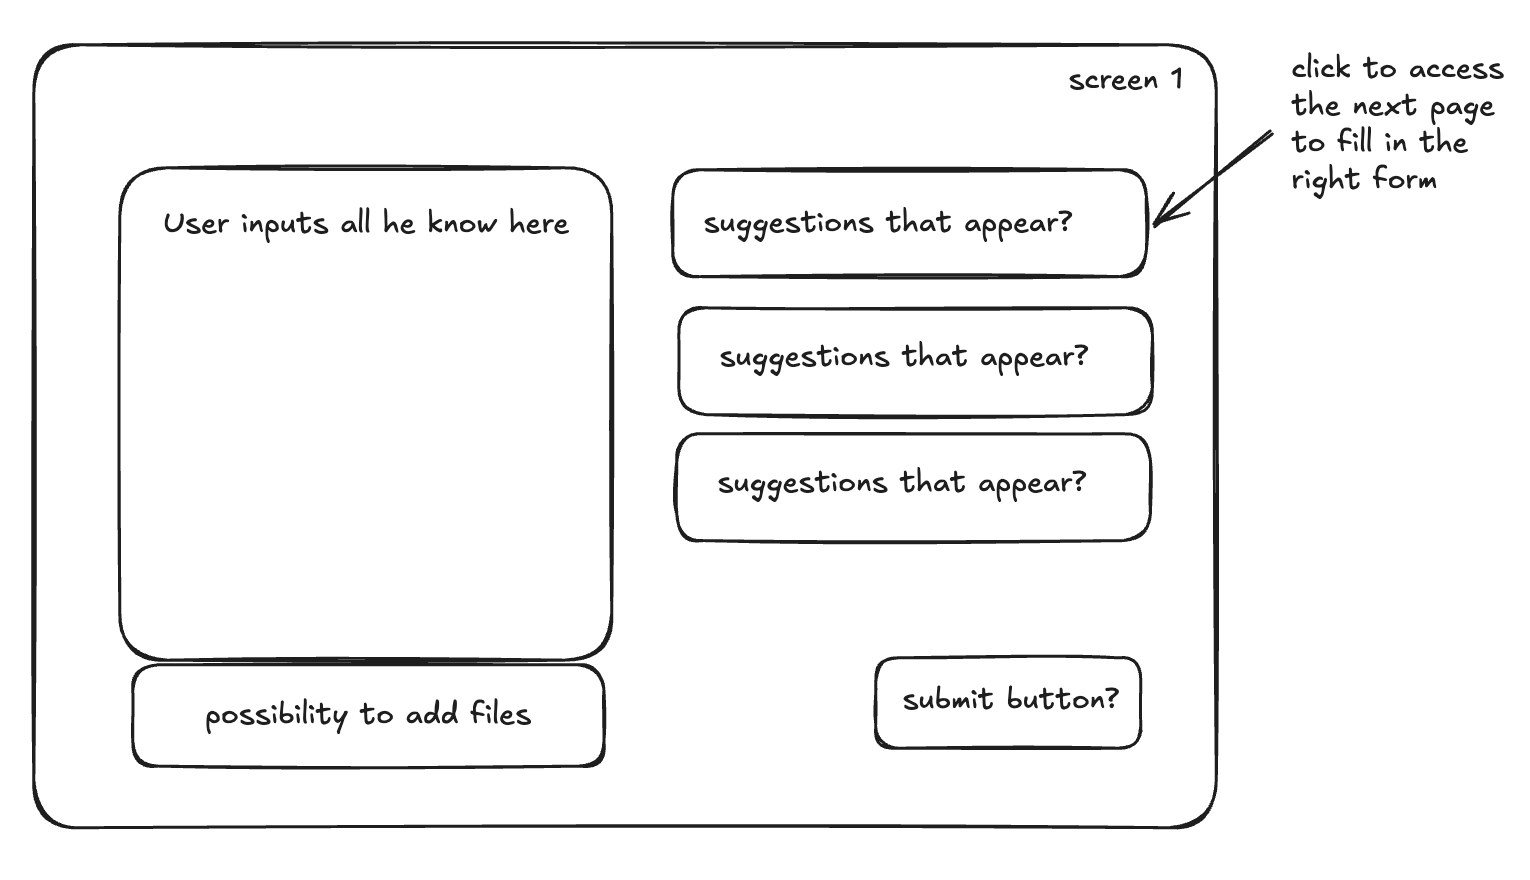 screen 1
click to access
the next page
to fill in the
right form
User inputs all he know here
suggestions that appear?
suggestions that appear?
suggestions that appear?
possibility to add files
submit button?